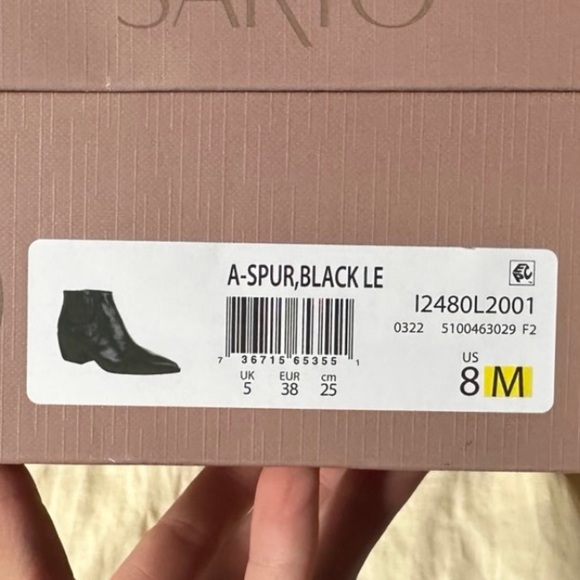 SARTO
A-SPUR,BLACK LE
I2480L2001
0322 5100463029 F2
7 36715 65355 1
UK EUR cm
5 38 25
US
8 M